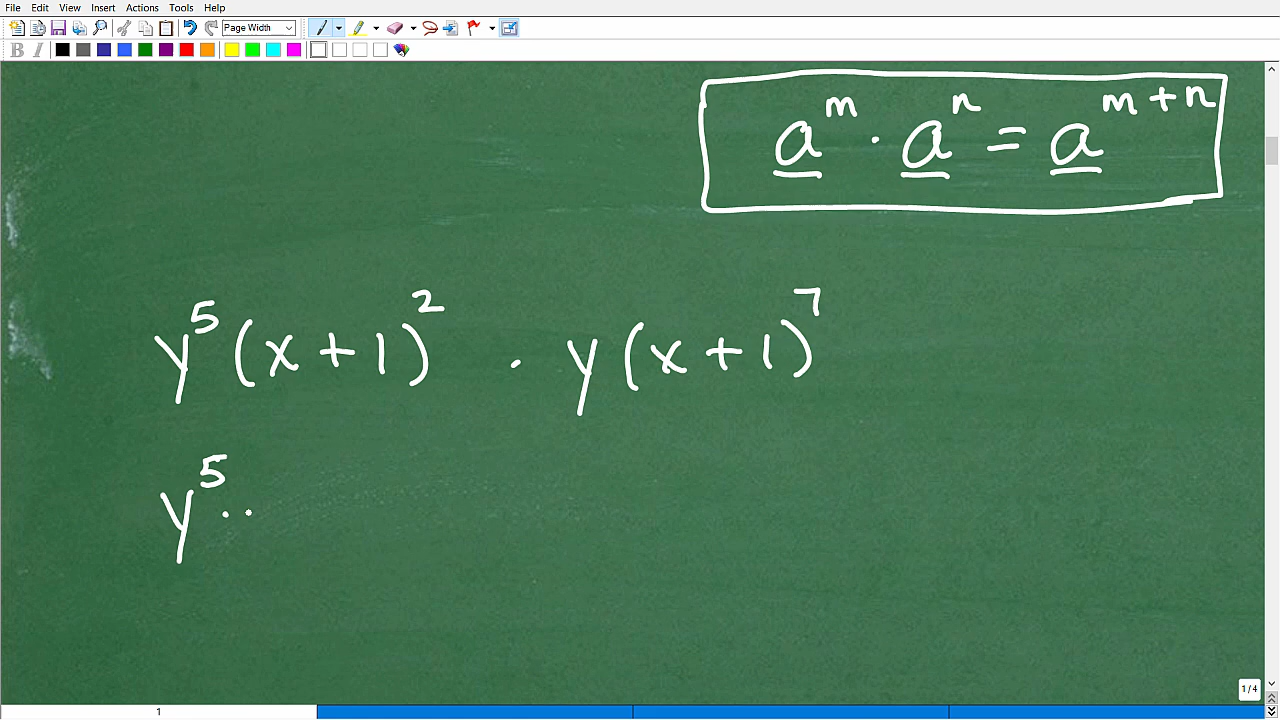 File Edit View Insert Actions Tools Help
Page Width
B I
a^m · a^n = a^{m+n}
y^5(x+1)^2 · y(x+1)^7
y^5 ·
1/4
1